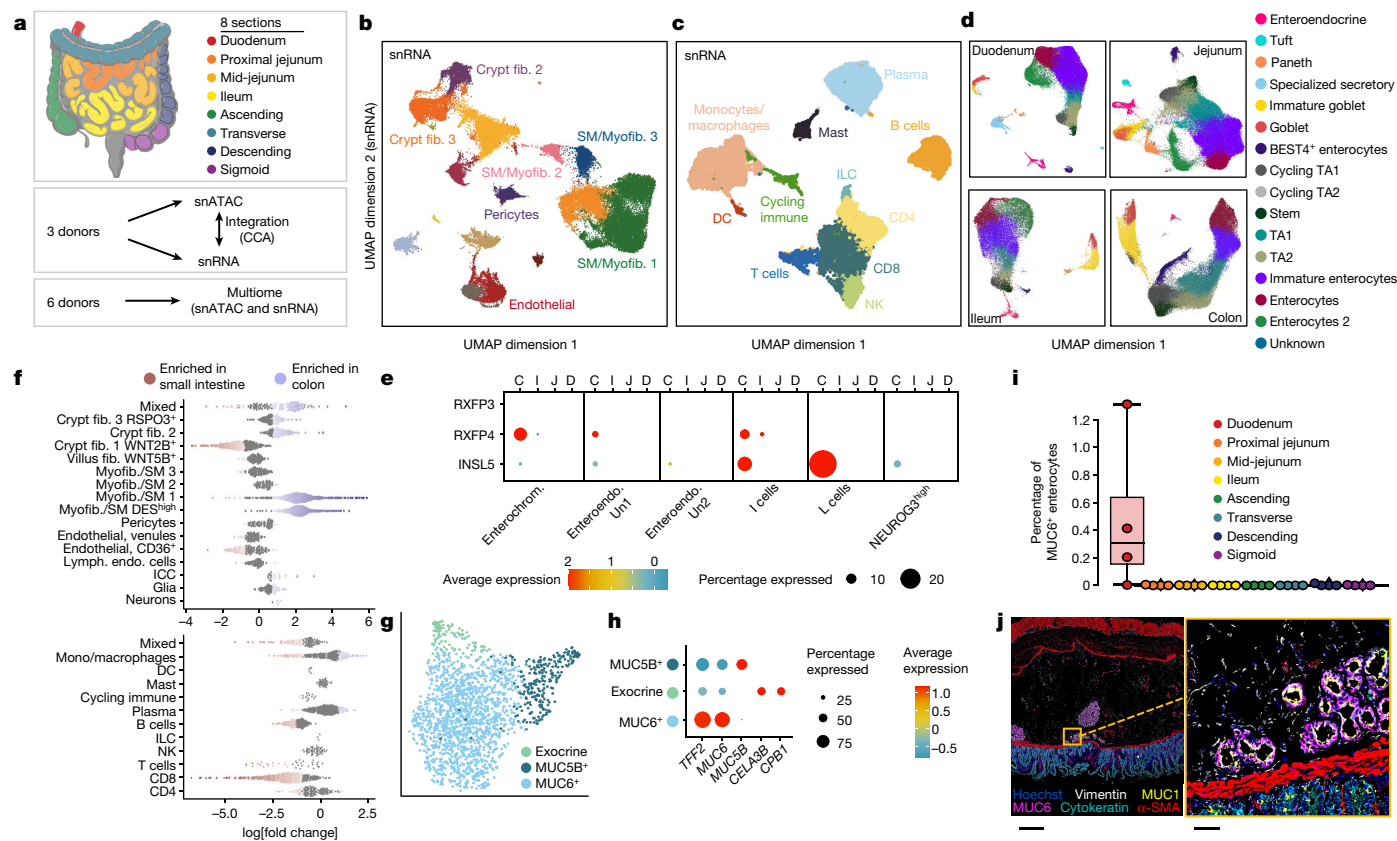 a
8 sections
Duodenum
Proximal jejunum
Mid-jejunum
Ileum
Ascending
Transverse
Descending
Sigmoid
3 donors
snATAC
Integration
(CCA)
snRNA
6 donors
Multiome
(snATAC and snRNA)
b
snRNA
Crypt fib. 2
Crypt fib. 3
SM/Myofib. 3
SM/Myofib. 2
Pericytes
SM/Myofib. 1
Endothelial
UMAP dimension 2 (snRNA)
UMAP dimension 1
c
snRNA
Plasma
Monocytes/
macrophages
Mast
B cells
Cycling
immune
ILC
DC
CD4
T cells
CD8
NK
UMAP dimension 1
d
Duodenum
Jejunum
Ileum
Colon
UMAP dimension 1
Enteroendocrine
Tuft
Paneth
Specialized secretory
Immature goblet
Goblet
BEST4⁺ enterocytes
Cycling TA1
Cycling TA2
Stem
TA1
TA2
Immature enterocytes
Enterocytes
Enterocytes 2
Unknown
f
Enriched in
small intestine
Enriched in
colon
Mixed
Crypt fib. 3 RSPO3⁺
Crypt fib. 2
Crypt fib. 1 WNT2B⁺
Villus fib. WNT5B⁺
Myofib./SM 3
Myofib./SM 2
Myofib./SM 1
Myofib./SM DESʰⁱᵍʰ
Pericytes
Endothelial, venules
Endothelial, CD36⁺
Lymph. endo. cells
ICC
Glia
Neurons
−4 −2 0 2 4 6
Mixed
Mono/macrophages
DC
Mast
Cycling immune
Plasma
B cells
ILC
NK
T cells
CD8
CD4
−5.0 −2.5 0 2.5
log[fold change]
e
C I J D C I J D C I J D C I J D C I J D C I J D
RXFP3
RXFP4
INSL5
Enterochrom.
Enteroendo.
Un1
Enteroendo.
Un2
I cells
L cells
NEUROG3ʰⁱᵍʰ
Average expression
2 1 0
Percentage expressed
10 20
g
Exocrine
MUC5B⁺
MUC6⁺
h
MUC5B⁺
Exocrine
MUC6⁺
TFF2
MUC6
MUC5B
CELA3B
CPB1
Percentage
expressed
25
50
75
Average
expression
1.0
0.5
0
−0.5
i
Percentage of
MUC6⁺ enterocytes
1.2
1.0
0.8
0.6
0.4
0.2
0
Duodenum
Proximal jejunum
Mid-jejunum
Ileum
Ascending
Transverse
Descending
Sigmoid
j
Hoechst Vimentin MUC1
MUC6 Cytokeratin α-SMA